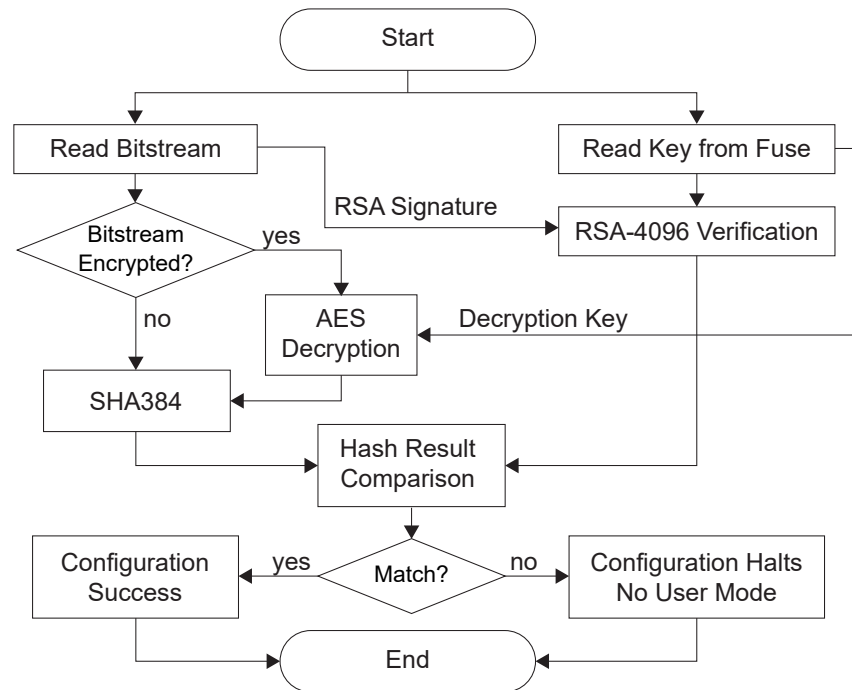 Start
Read Bitstream
Read Key from Fuse
RSA Signature
RSA-4096 Verification
Bitstream
Encrypted?
yes
no
AES
Decryption
Decryption Key
SHA384
Hash Result
Comparison
Configuration
Success
yes
Match?
no
Configuration Halts
No User Mode
End